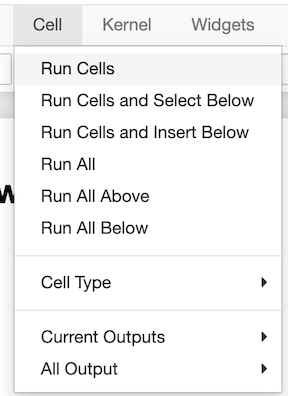 Cell Kernel Widgets
Run Cells
Run Cells and Select Below
Run Cells and Insert Below
Run All
Run All Above
Run All Below
Cell Type
Current Outputs
All Output